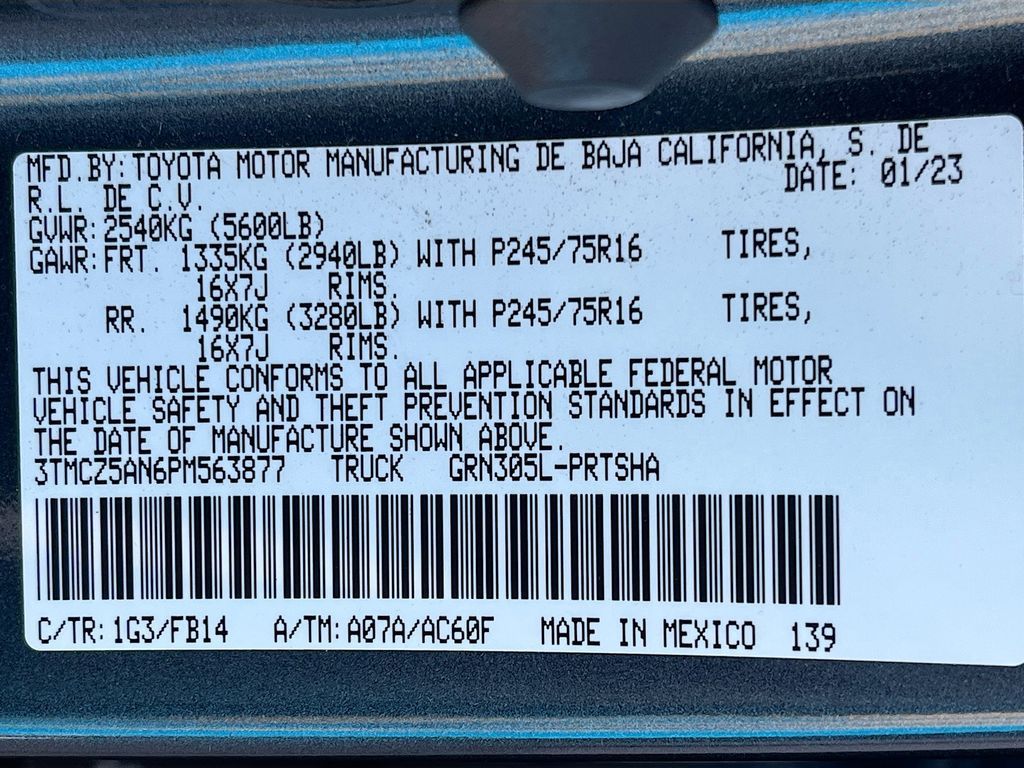 MFD.BY: TOYOTA MOTOR MANUFACTURING DE BAJA CALIFORNIA, S. DE
R.L. DE C.V. DATE: 01/23
GVWR: 2540KG (5600LB)
GAWR: FRT. 1335KG (2940LB) WITH P245/75R16 TIRES,
16X7J RIMS.
RR. 1490KG (3280LB) WITH P245/75R16 TIRES,
16X7J RIMS.
THIS VEHICLE CONFORMS TO ALL APPLICABLE FEDERAL MOTOR
VEHICLE SAFETY AND THEFT PREVENTION STANDARDS IN EFFECT ON
THE DATE OF MANUFACTURE SHOWN ABOVE.
3TMCZ5AN6PM563877 TRUCK GRN305L-PRTSHA
C/TR: 1G3/FB14 A/TM: A07A/AC60F MADE IN MEXICO 139